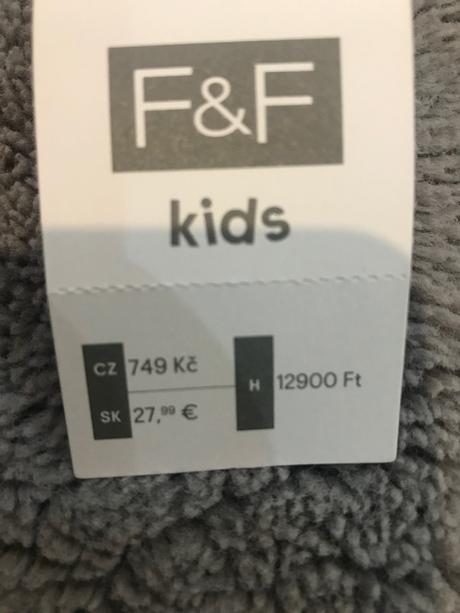 F&F
kids
CZ 749 Kč
SK 27,99 €
H 12900 Ft